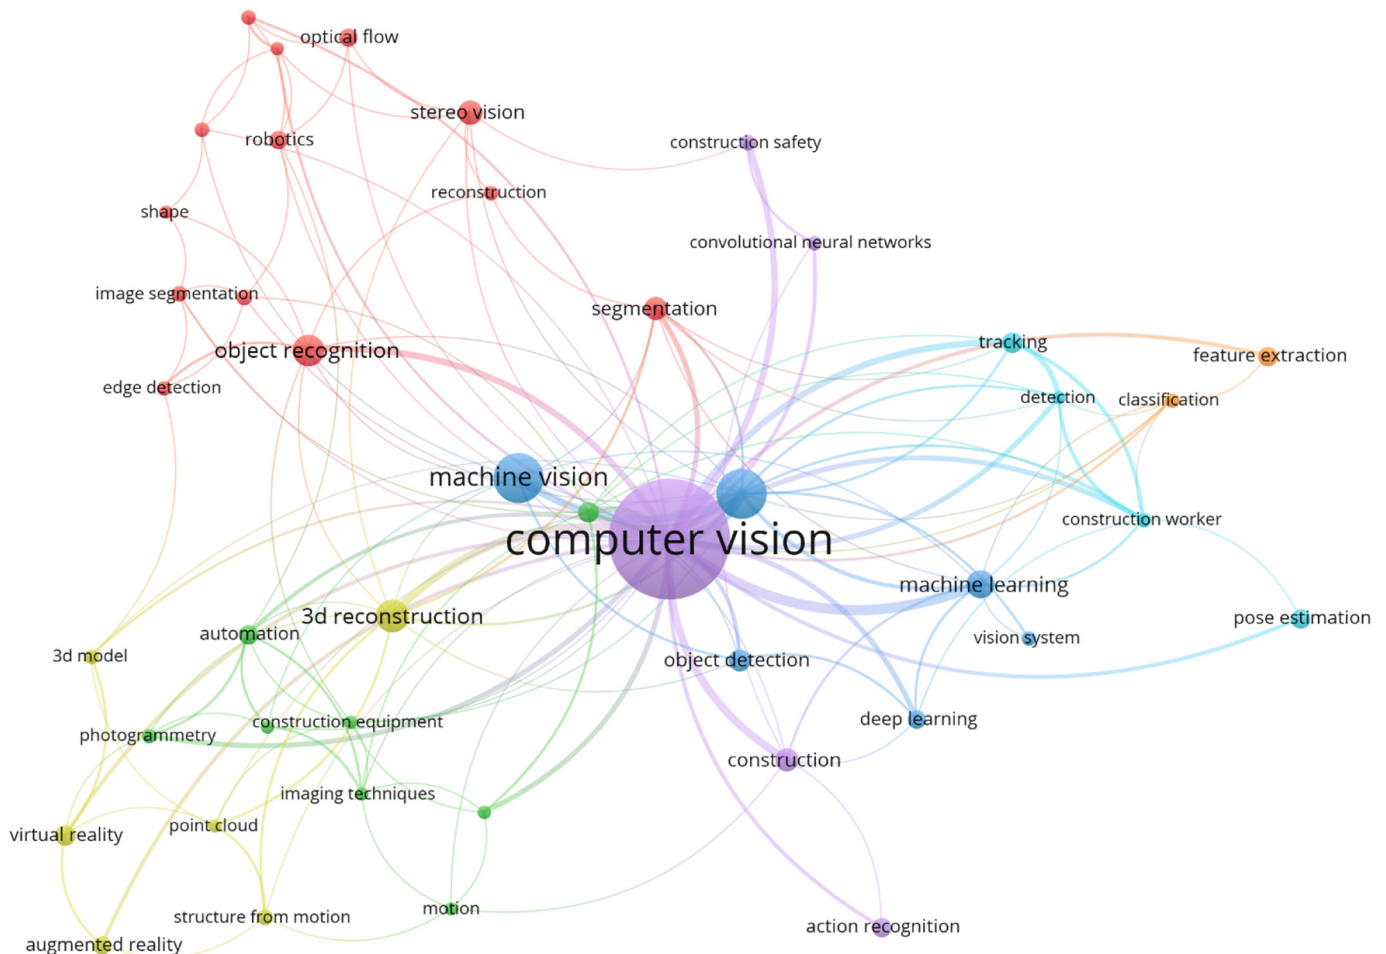 optical flow
stereo vision
robotics
construction safety
reconstruction
shape
convolutional neural networks
image segmentation
segmentation
tracking
object recognition
feature extraction
edge detection
detection
classification
machine vision
computer vision
construction worker
machine learning
3d reconstruction
pose estimation
automation
vision system
3d model
object detection
construction equipment
deep learning
photogrammetry
construction
imaging techniques
point cloud
virtual reality
motion
structure from motion
action recognition
augmented reality